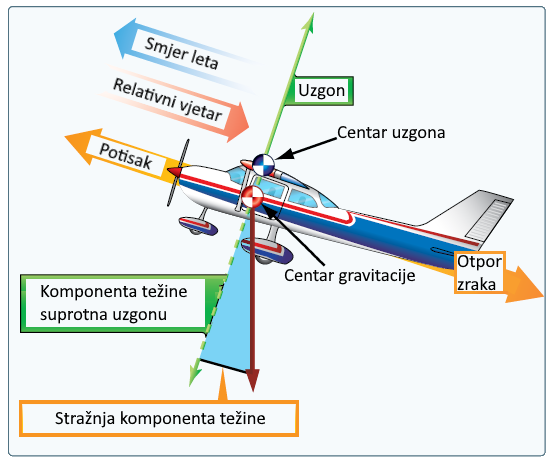 Smjer leta
Relativni vjetar
Uzgon
Centar uzgona
Potisak
Centar gravitacije
Otpor
zraka
Komponenta težine
suprotna uzgonu
Stražnja komponenta težine